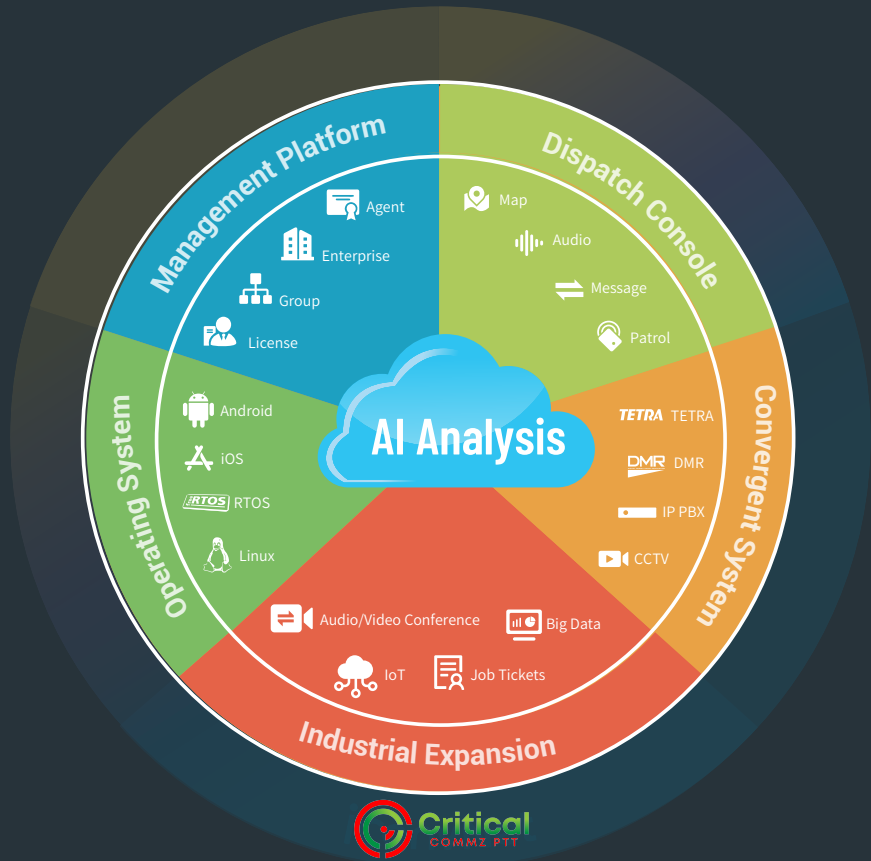 Management Platform
Agent
Enterprise
Group
License
Dispatch Console
Map
Audio
Message
Patrol
Convergent System
TETRA TETRA
DMR DMR
IP PBX
CCTV
Operating System
Android
iOS
RTOS RTOS
Linux
AI Analysis
Audio/Video Conference
Big Data
IoT
Job Tickets
Industrial Expansion
Critical
COMMZ PTT